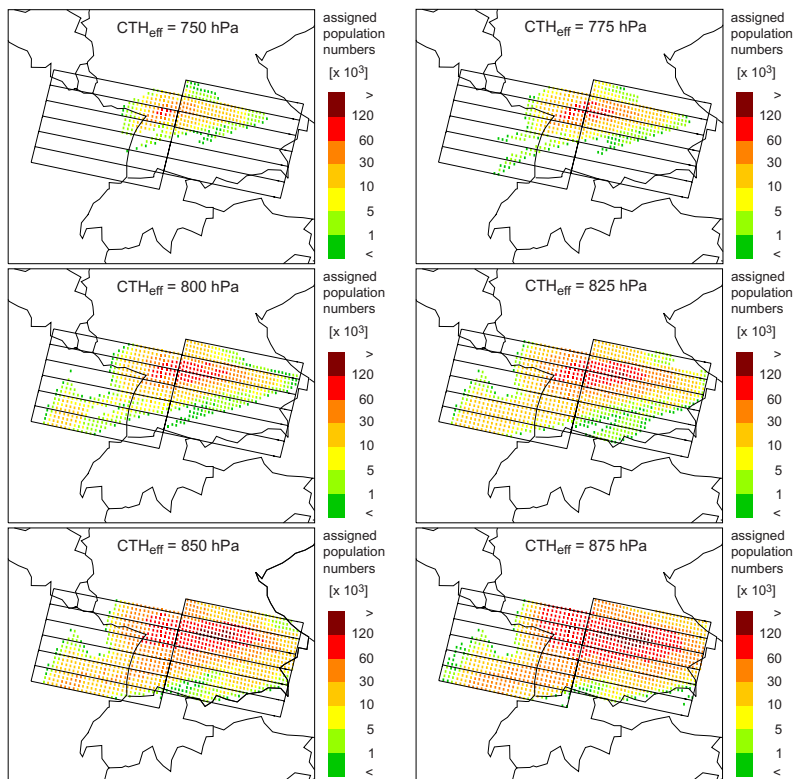 CTH_eff = 750 hPa
assigned
population
numbers
[x 10³]
>
120
60
30
10
5
1
<
CTH_eff = 775 hPa
assigned
population
numbers
[x 10³]
>
120
60
30
10
5
1
<
CTH_eff = 800 hPa
assigned
population
numbers
[x 10³]
>
120
60
30
10
5
1
<
CTH_eff = 825 hPa
assigned
population
numbers
[x 10³]
>
120
60
30
10
5
1
<
CTH_eff = 850 hPa
assigned
population
numbers
[x 10³]
>
120
60
30
10
5
1
<
CTH_eff = 875 hPa
assigned
population
numbers
[x 10³]
>
120
60
30
10
5
1
<